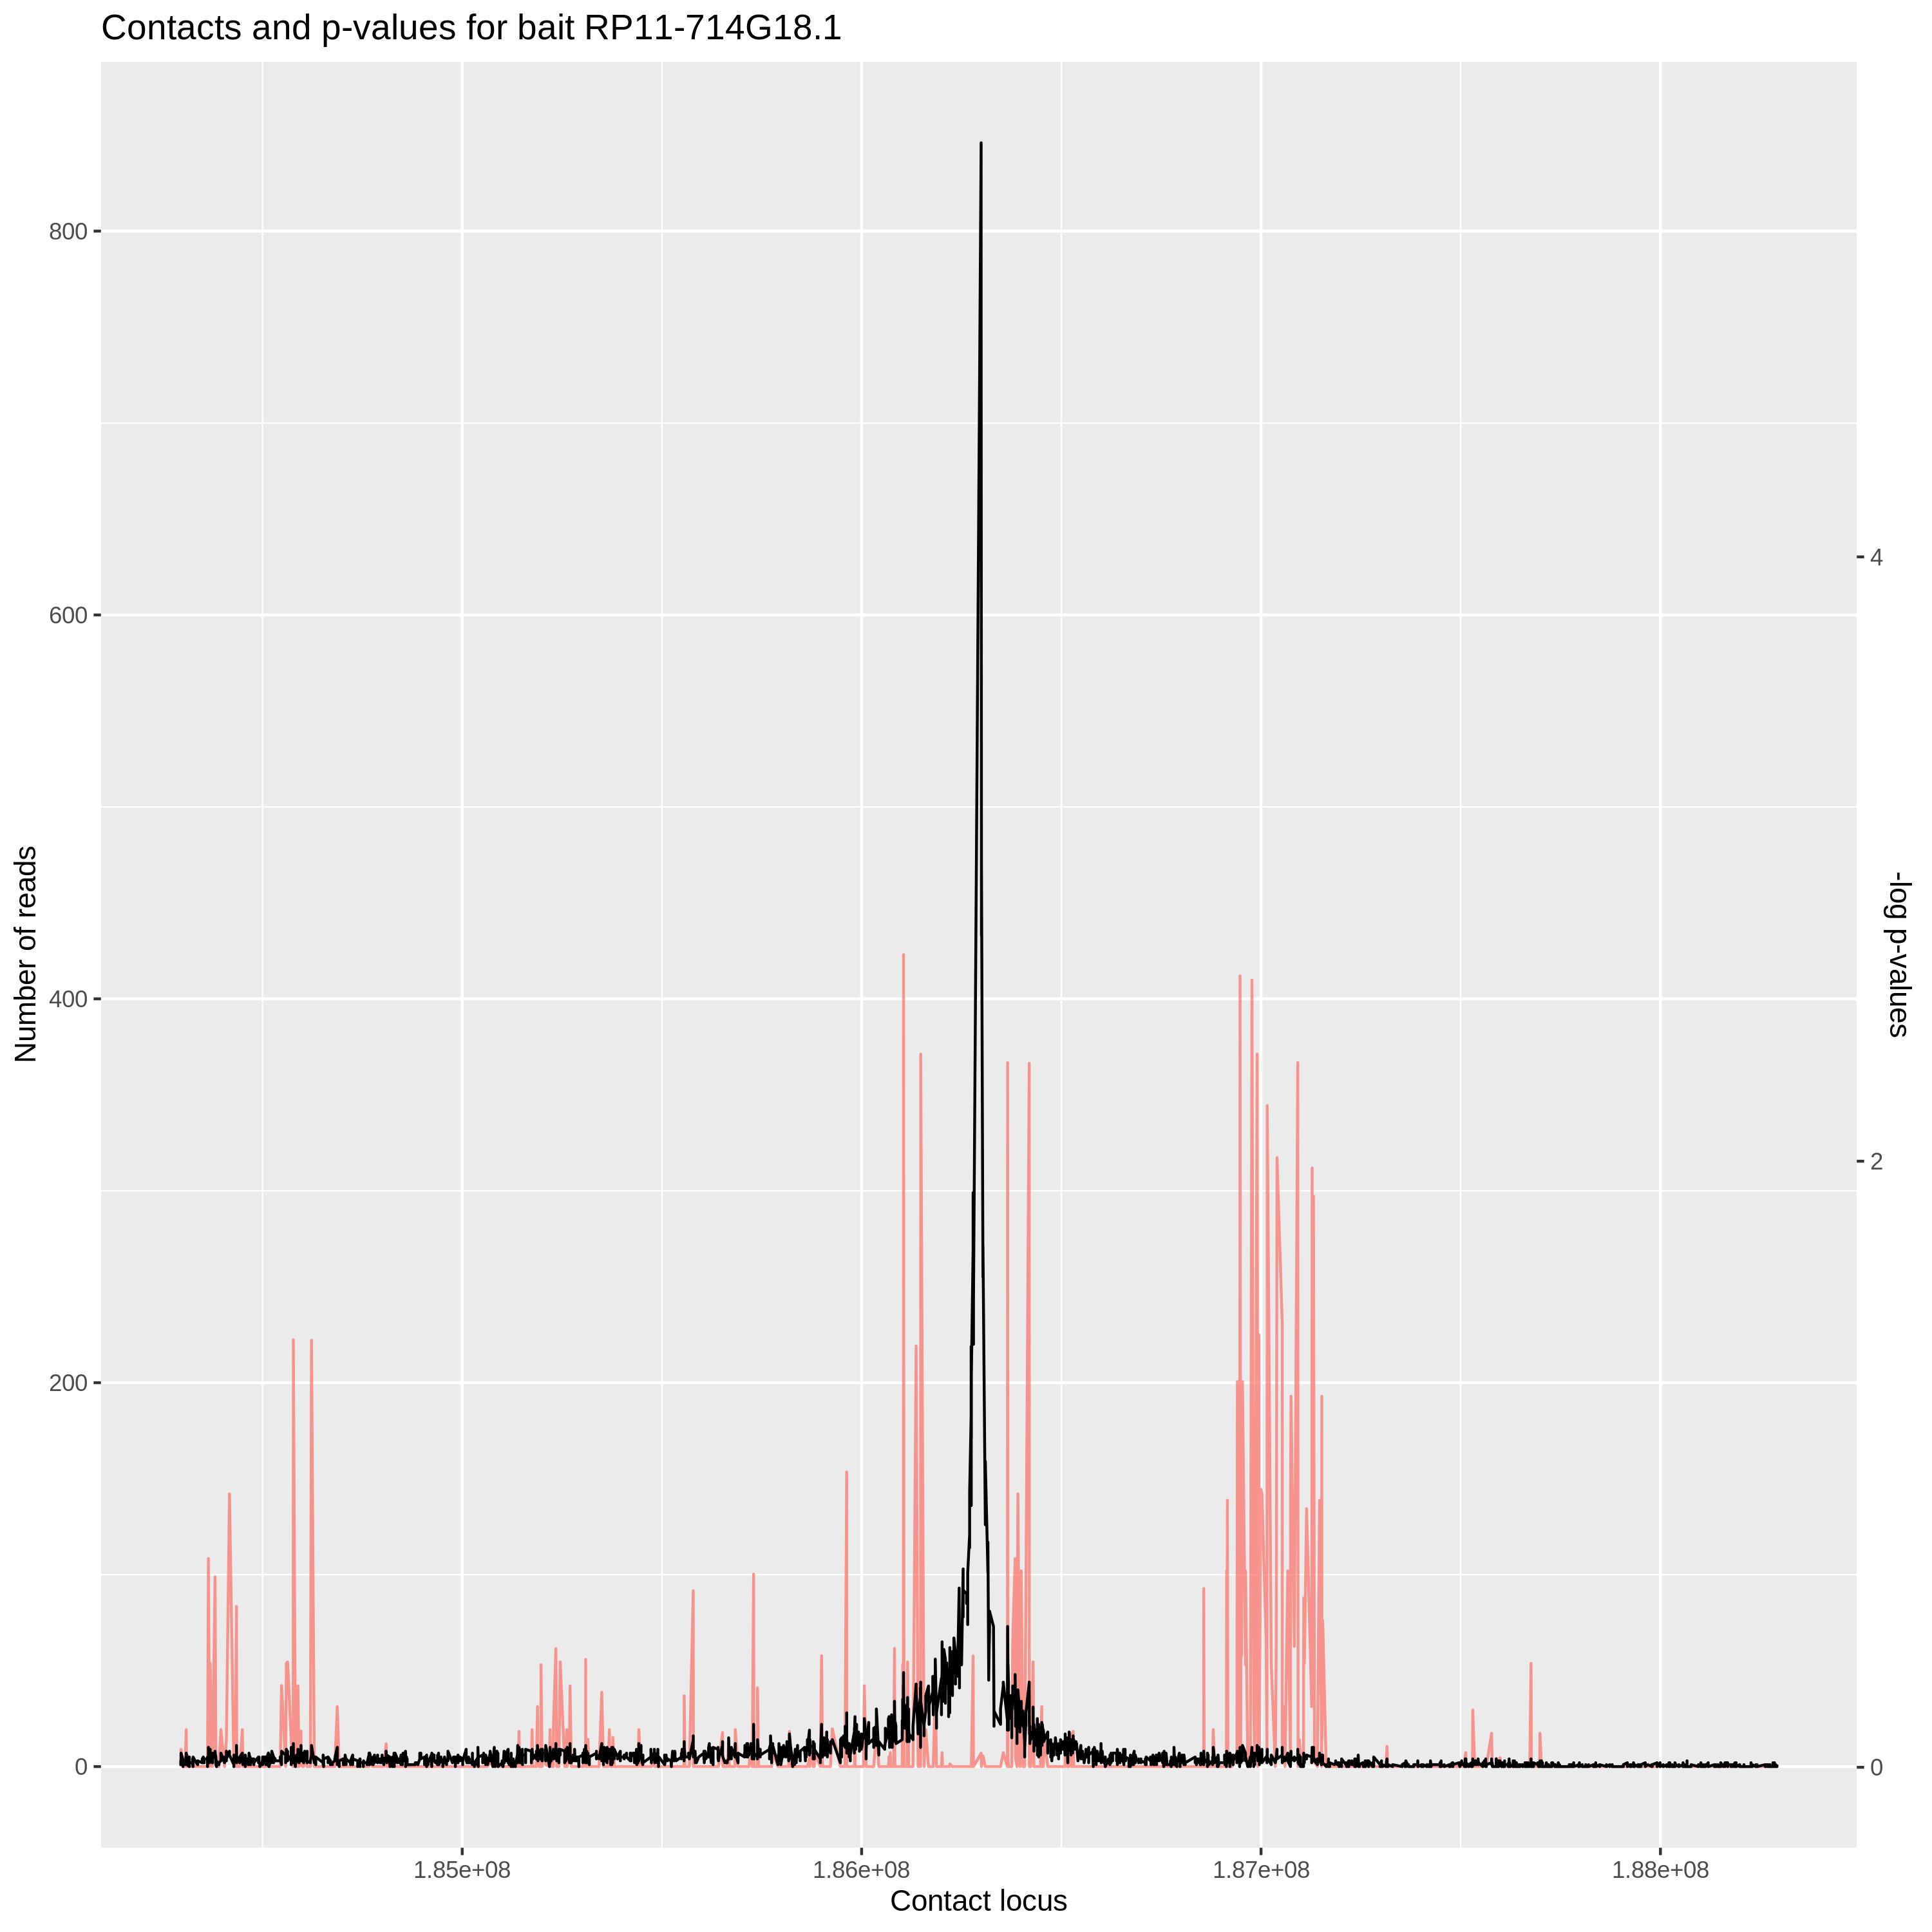 Contacts and p-values for bait RP11-714G18.1
800
600
400
200
0
Number of reads
4
2
0
-log p-values
1.85e+08
1.86e+08
1.87e+08
1.88e+08
Contact locus